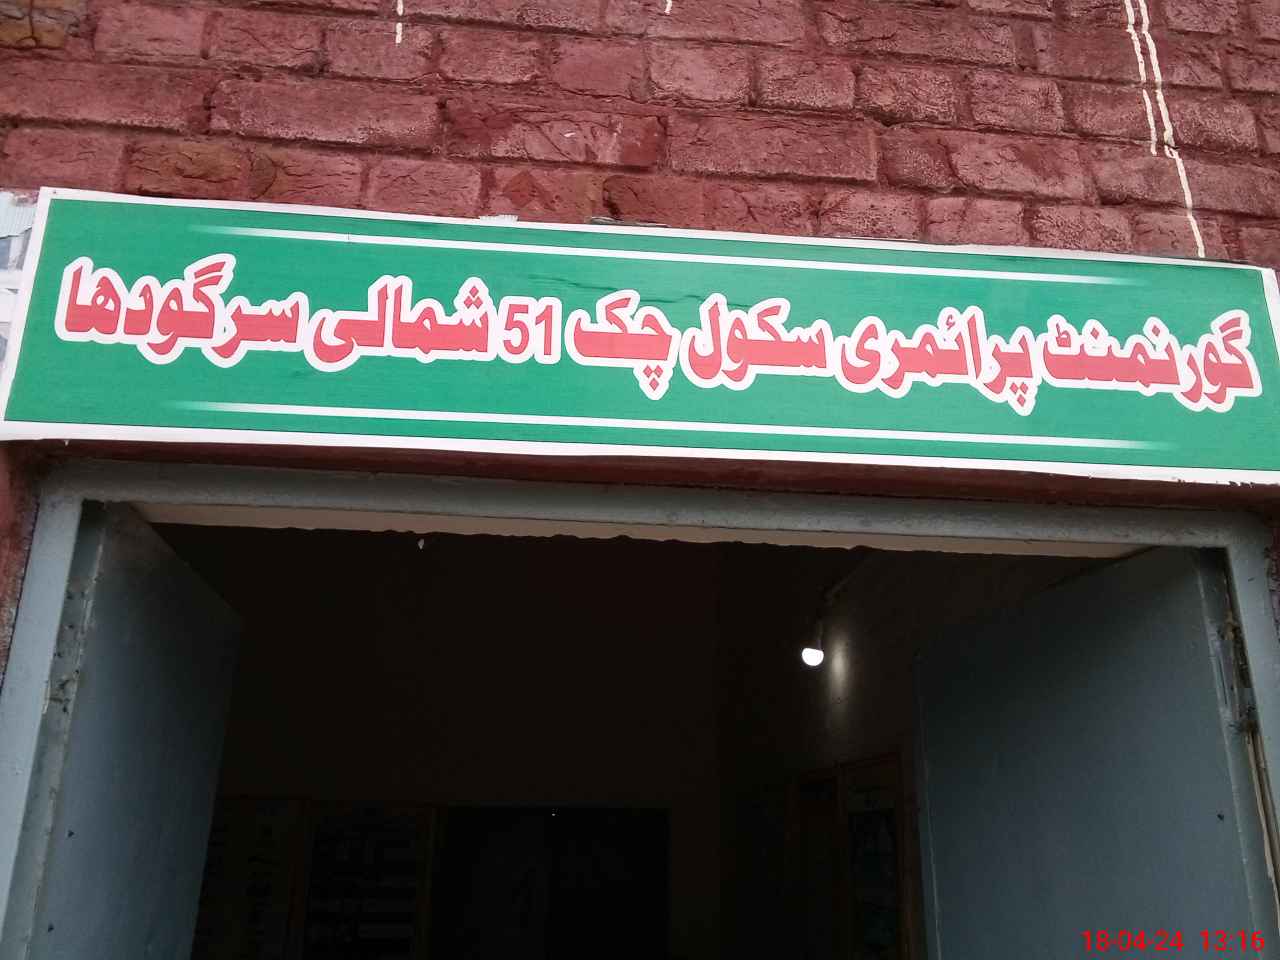 گورنمنٹ پرائمری سکول چک 51 شمالی سرگودھا
18-04-24 13:16